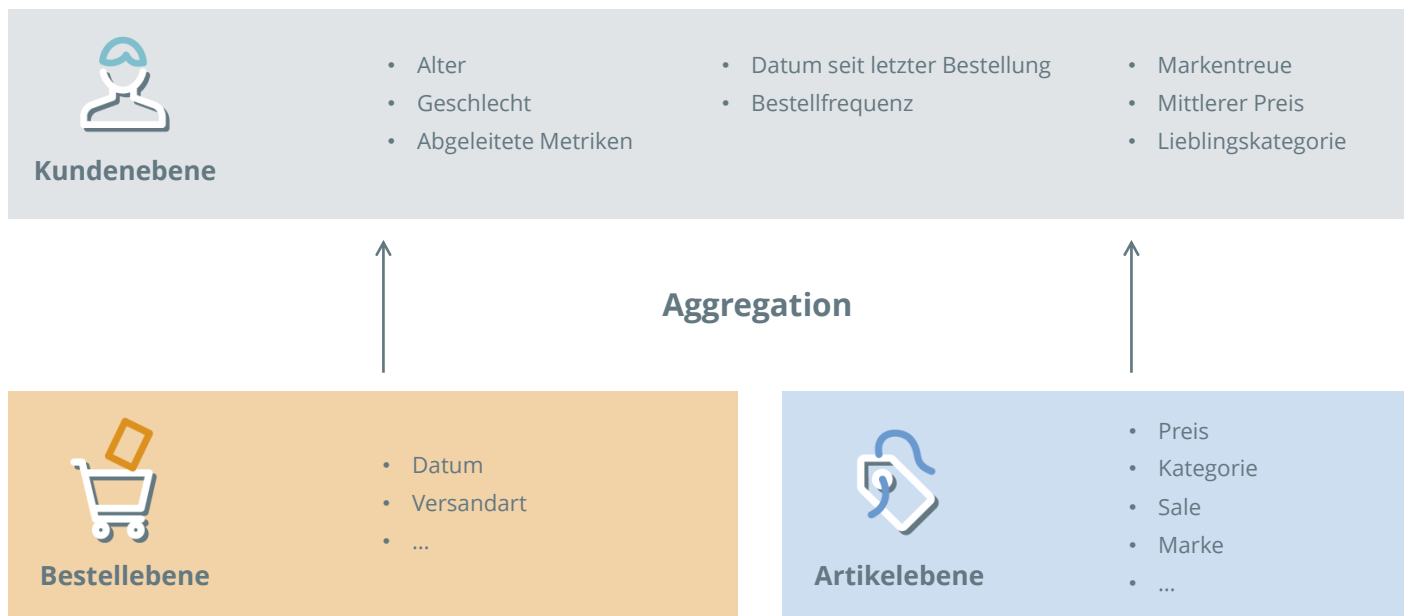 • Alter
• Geschlecht
• Abgeleitete Metriken
• Datum seit letzter Bestellung
• Bestellfrequenz
• Markentreue
• Mittlerer Preis
• Lieblingskategorie
Kundenebene
Aggregation
• Datum
• Versandart
• ...
Bestellebene
• Preis
• Kategorie
• Sale
• Marke
• ...
Artikelebene